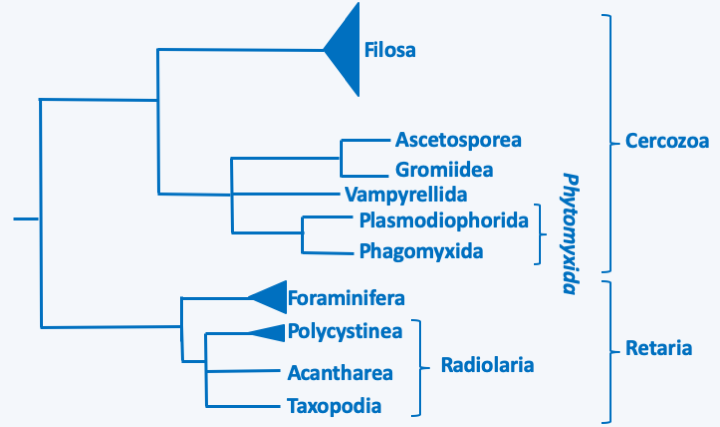 Filosa
Ascetosporea
Cercozoa
Gromiidea
Vampyrellida
Phytomyxida
Plasmodiophorida
Phagomyxida
Foraminifera
Polycystinea
Retaria
Radiolaria
Acantharea
Taxopodia